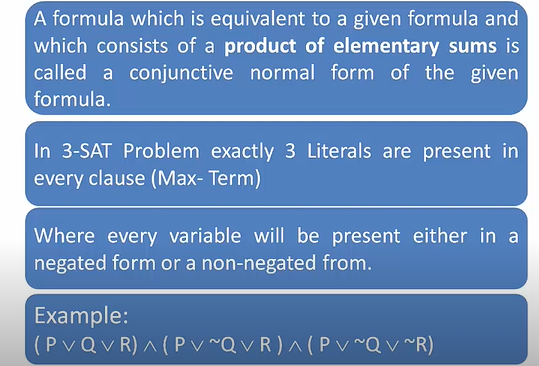 A formula which is equivalent to a given formula and
which consists of a product of elementary sums is
called a conjunctive normal form of the given
formula.
In 3-SAT Problem exactly 3 Literals are present in
every clause (Max- Term)
Where every variable will be present either in a
negated form or a non-negated from.
Example:
( P ∨ Q ∨ R) ∧ ( P ∨ ~Q ∨ R ) ∧ ( P ∨ ~Q ∨ ~R)